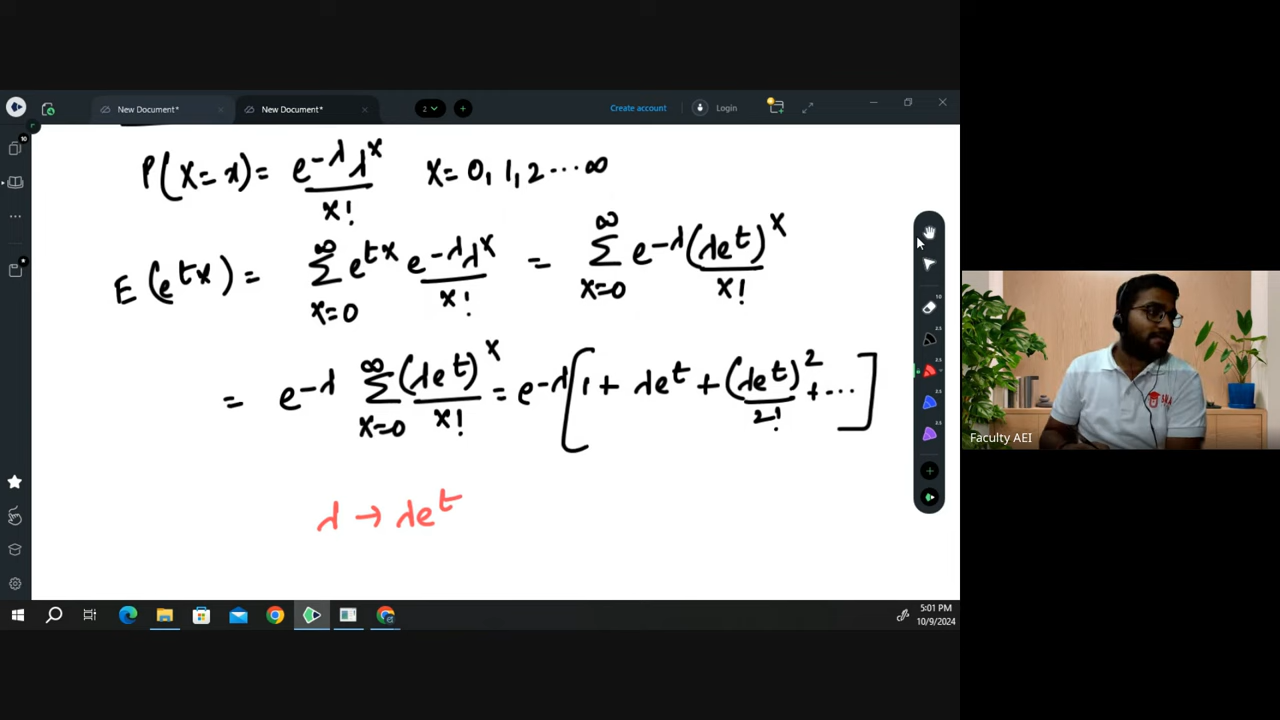 New Document* New Document* 2 Create account Login
P(X=x)= e^{-λ} λ^x / x! x=0,1,2...∞
E(e^{tx})= Σ_{x=0}^{∞} e^{tx} e^{-λ} λ^x / x! = Σ_{x=0}^{∞} e^{-λ} (λe^t)^x / x!
= e^{-λ} Σ_{x=0}^{∞} (λe^t)^x / x! = e^{-λ} [1 + λe^t + (λe^t)^2 / 2! + ...]
λ → λe^t
Faculty AEI
5:01 PM
10/9/2024